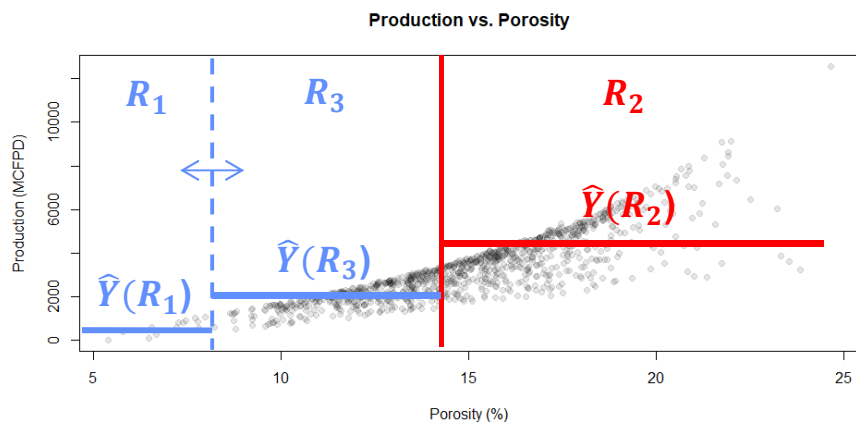 Production vs. Porosity
R₁ R₃ R₂
Ŷ(R₁) Ŷ(R₃) Ŷ(R₂)
Production (MCFPD)
0 2000 6000 10000
5 10 15 20 25
Porosity (%)